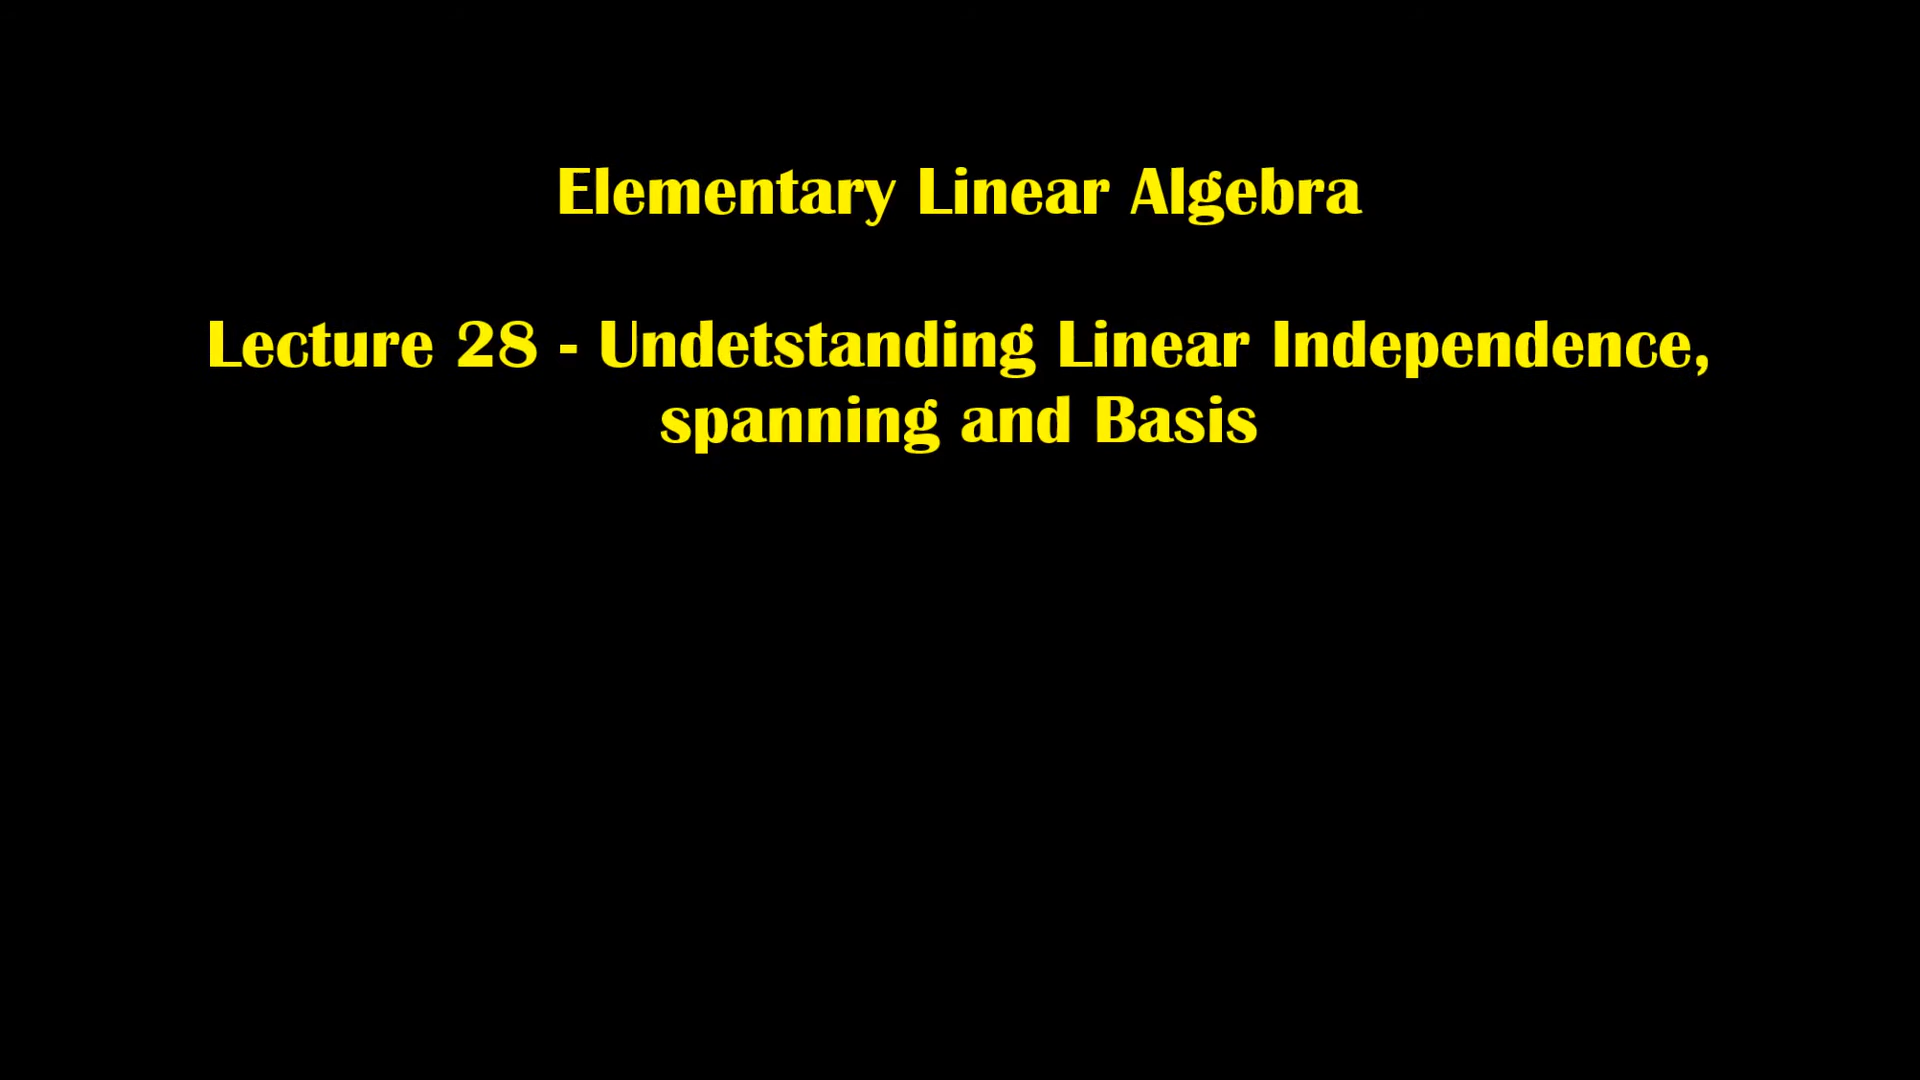 Elementary Linear Algebra
Lecture 28 - Undetstanding Linear Independence,
spanning and Basis